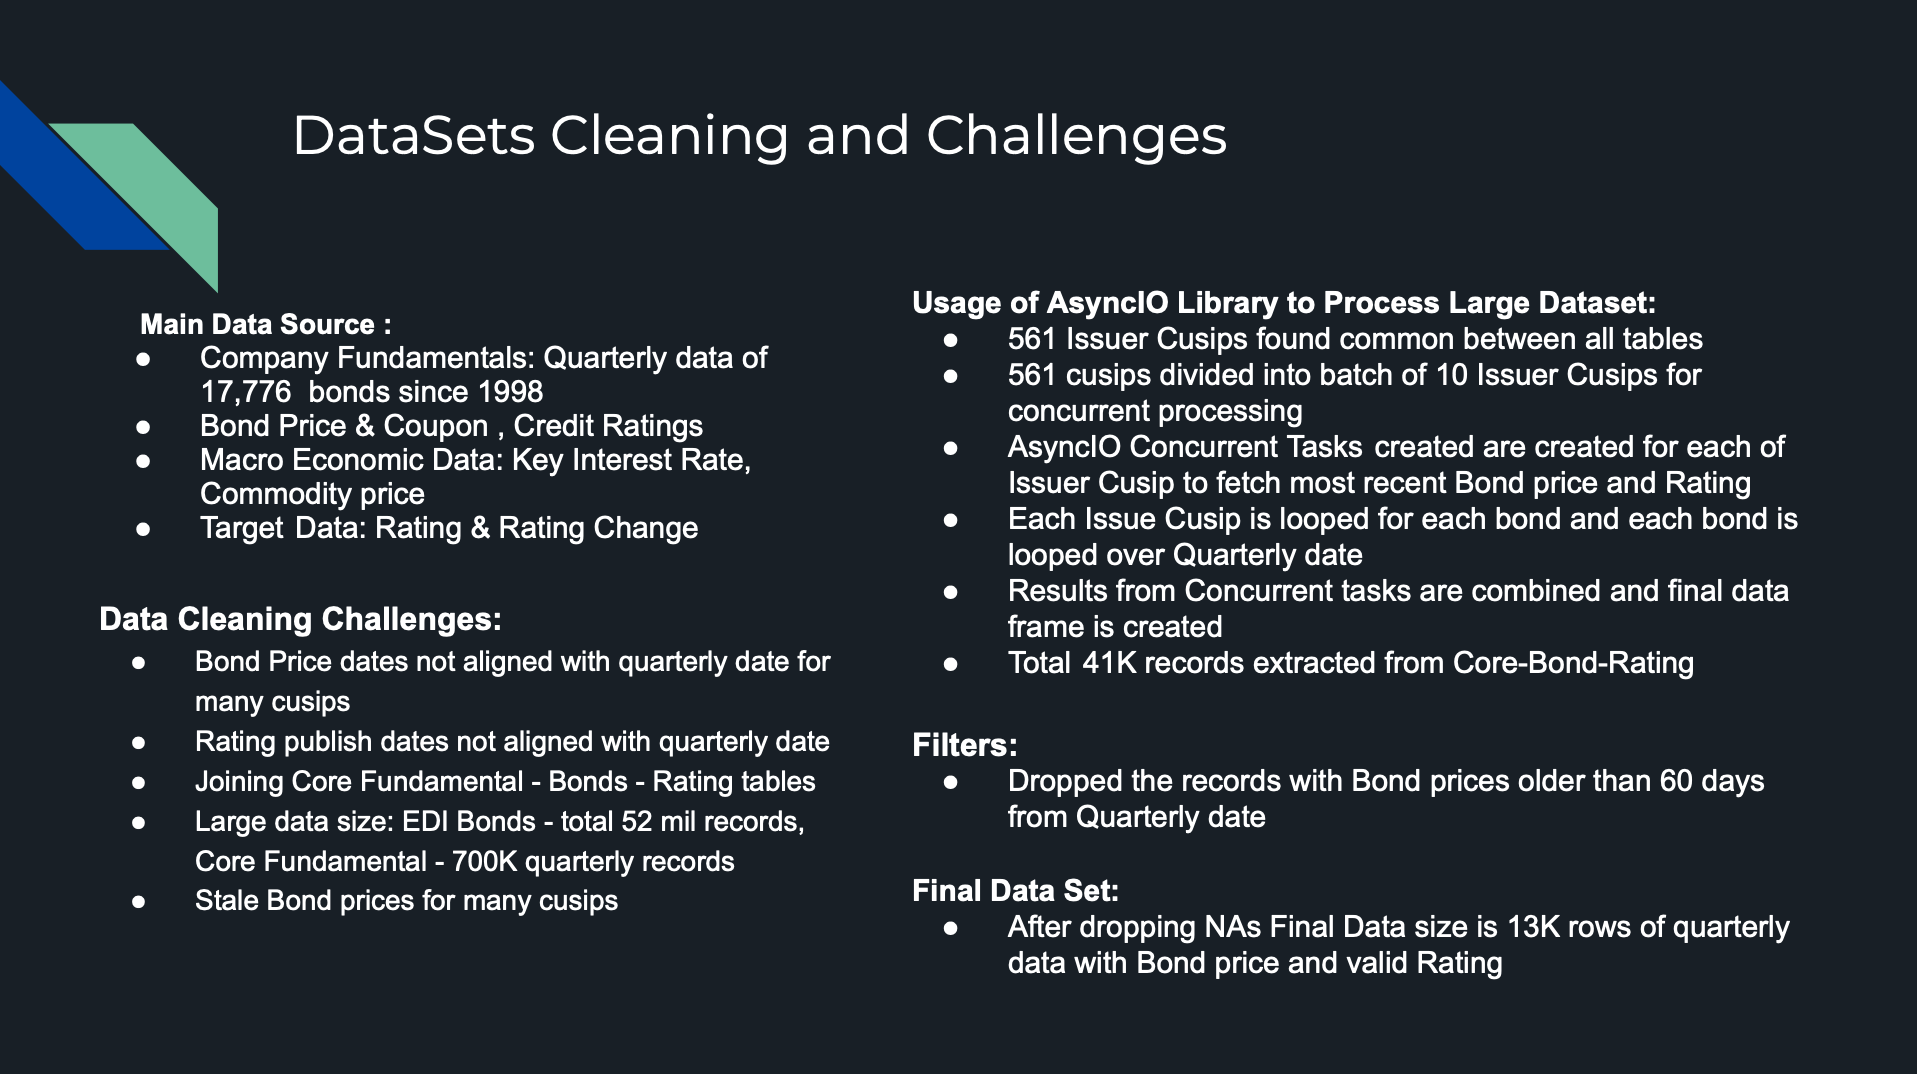 DataSets Cleaning and Challenges
Main Data Source :
● Company Fundamentals: Quarterly data of
17,776 bonds since 1998
● Bond Price & Coupon , Credit Ratings
● Macro Economic Data: Key Interest Rate,
Commodity price
● Target Data: Rating & Rating Change
Data Cleaning Challenges:
● Bond Price dates not aligned with quarterly date for
many cusips
● Rating publish dates not aligned with quarterly date
● Joining Core Fundamental - Bonds - Rating tables
● Large data size: EDI Bonds - total 52 mil records,
Core Fundamental - 700K quarterly records
● Stale Bond prices for many cusips
Usage of AsyncIO Library to Process Large Dataset:
● 561 Issuer Cusips found common between all tables
● 561 cusips divided into batch of 10 Issuer Cusips for
concurrent processing
● AsyncIO Concurrent Tasks created are created for each of
Issuer Cusip to fetch most recent Bond price and Rating
● Each Issue Cusip is looped for each bond and each bond is
looped over Quarterly date
● Results from Concurrent tasks are combined and final data
frame is created
● Total 41K records extracted from Core-Bond-Rating
Filters:
● Dropped the records with Bond prices older than 60 days
from Quarterly date
Final Data Set:
● After dropping NAs Final Data size is 13K rows of quarterly
data with Bond price and valid Rating